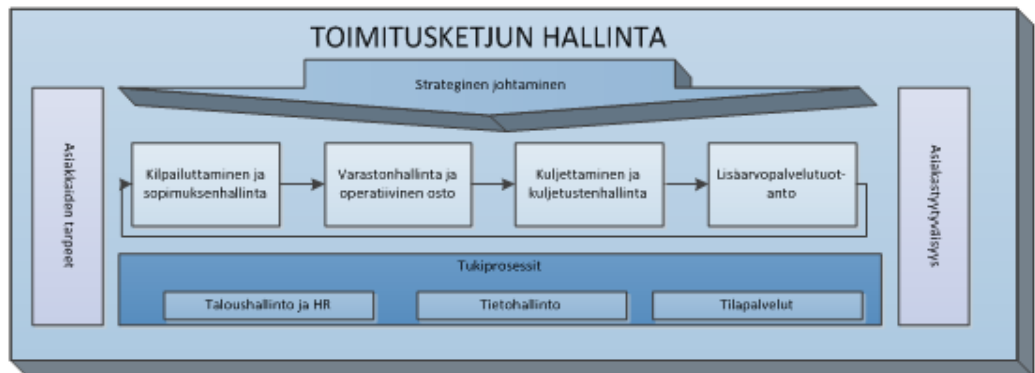 TOIMITUSKETJUN HALLINTA
Strateginen johtaminen
Asiakkaiden tarpeet
Kilpailuttaminen ja
sopimuksenhallinta
Varastonhallinta ja
operatiivinen osto
Kuljettaminen ja
kuljetustenhallinta
Lisäarvopalvelutuot-
anto
Asiakastyytyväisyys
Tukiprosessit
Taloushallinto ja HR
Tietohallinto
Tilapalvelut